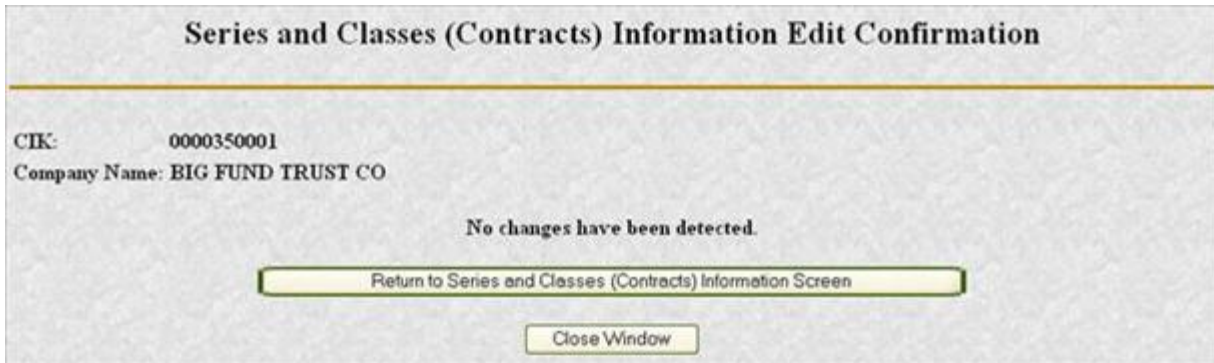 Series and Classes (Contracts) Information Edit Confirmation
CIK: 0000350001
Company Name: BIG FUND TRUST CO
No changes have been detected.
Return to Series and Classes (Contracts) Information Screen
Close Window